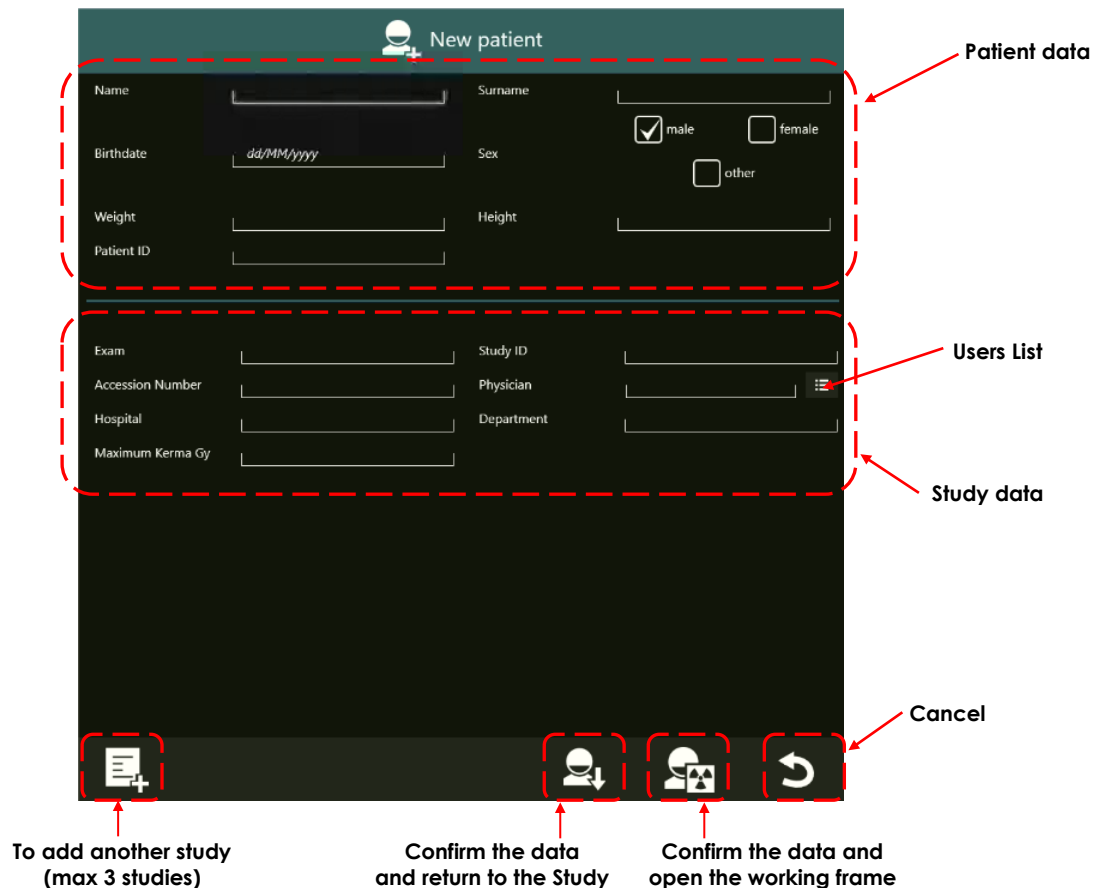 New patient
Patient data
Name
Surname
male
female
Birthdate
dd/MM/yyyy
Sex
other
Weight
Height
Patient ID
Exam
Study ID
Users List
Accession Number
Physician
Hospital
Department
Maximum Kerma Gy
Study data
Cancel
To add another study
(max 3 studies)
Confirm the data
and return to the Study
Confirm the data and
open the working frame